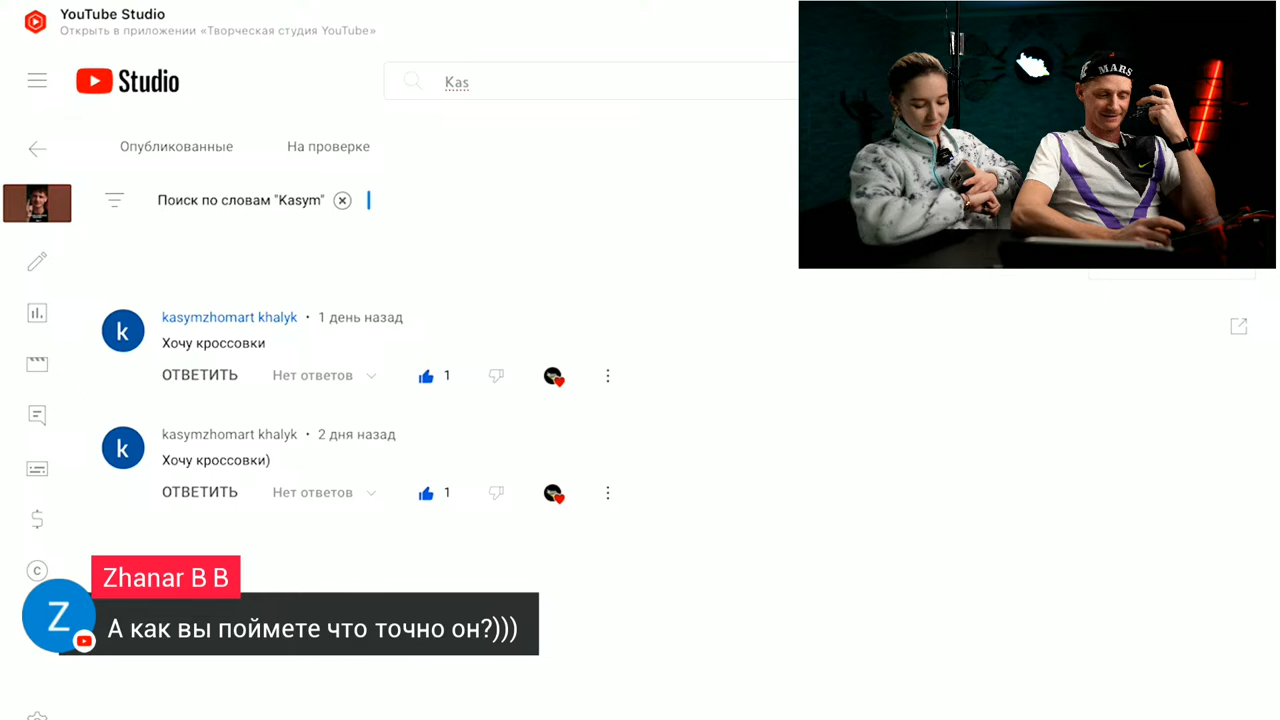 YouTube Studio
Открыть в приложении «Творческая студия YouTube»
Studio
Kas
Опубликованные
На проверке
Поиск по словам "Kasym"
MARS
k
kasymzhomart khalyk • 1 день назад
Хочу кроссовки
ОТВЕТИТЬ
Нет ответов
1
k
kasymzhomart khalyk • 2 дня назад
Хочу кроссовки)
ОТВЕТИТЬ
Нет ответов
1
Zhanar B B
Z
А как вы поймете что точно он?)))